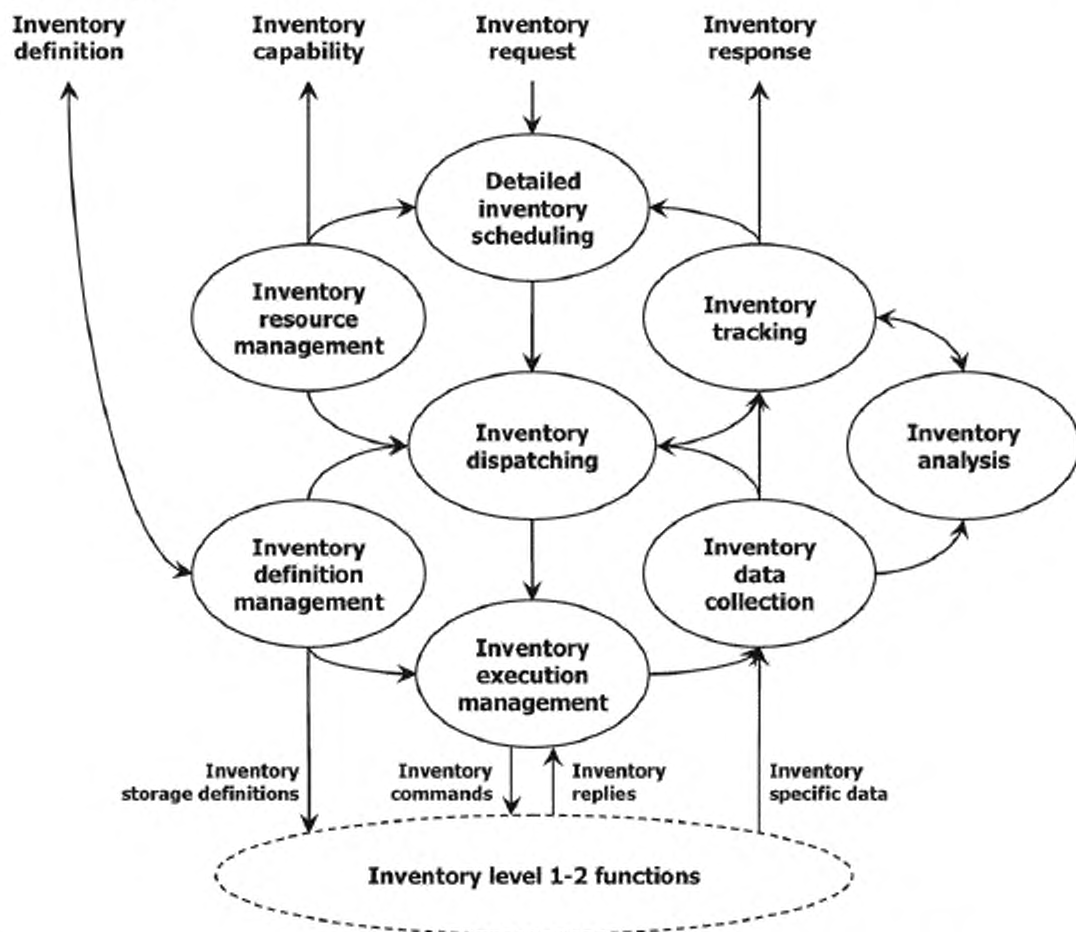 Inventory
definition
Inventory
capability
Inventory
request
Inventory
response
Detailed
inventory
scheduling
Inventory
resource
management
Inventory
tracking
Inventory
dispatching
Inventory
analysis
Inventory
definition
management
Inventory
data
collection
Inventory
execution
management
Inventory
storage definitions
Inventory
commands
Inventory
replies
Inventory
specific data
Inventory level 1-2 functions